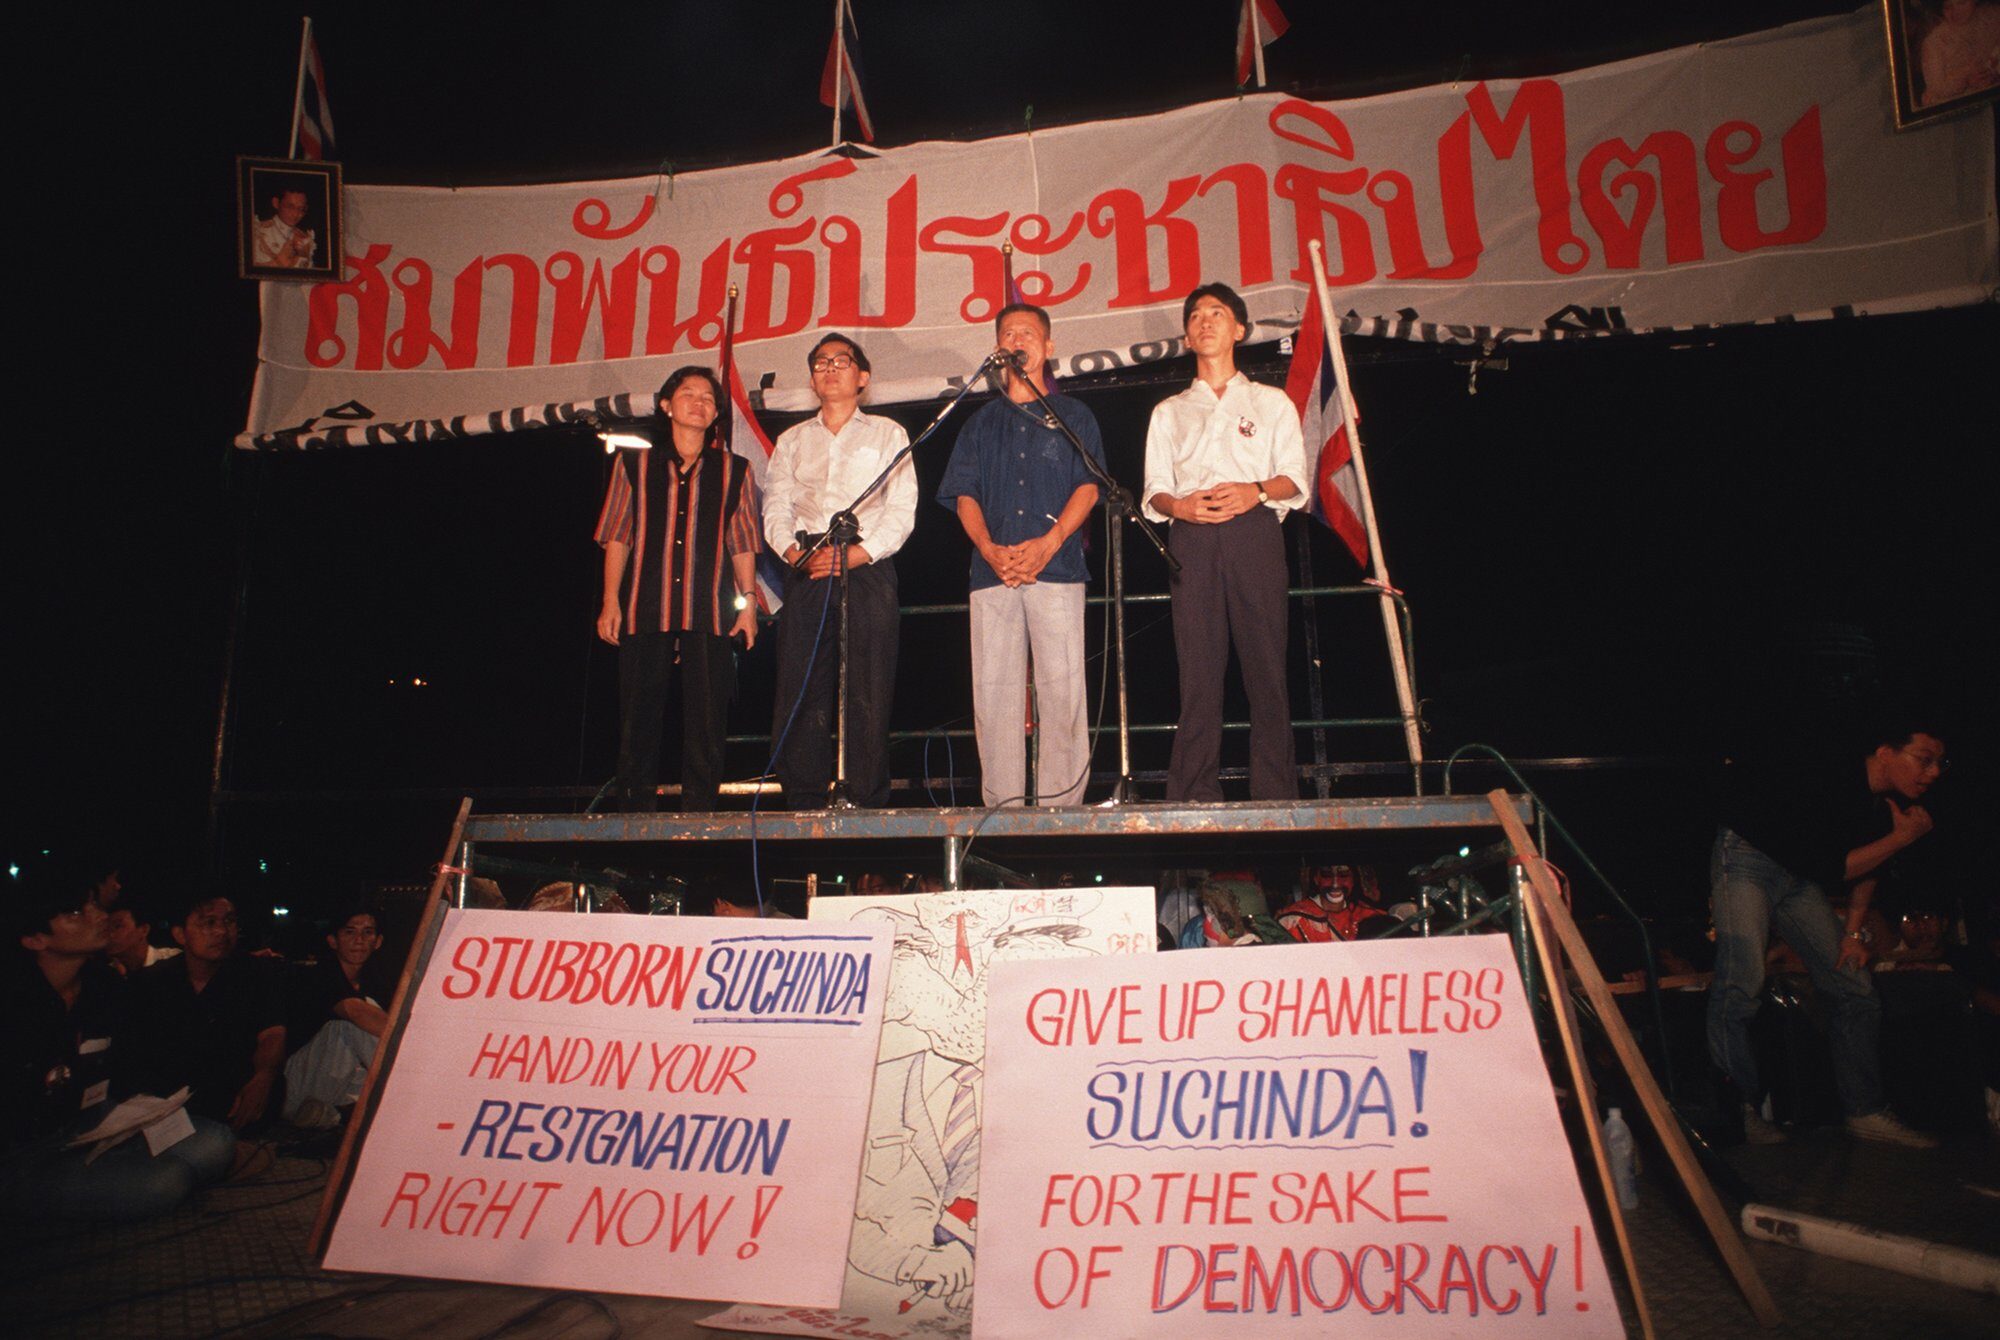 สมาพันธ์ประชาธิปไตย
STUBBORN SUCHINDA
HAND IN YOUR
- RESIGNATION
RIGHT NOW!
GIVE UP SHAMELESS
SUCHINDA!
FOR THE SAKE
OF DEMOCRACY!